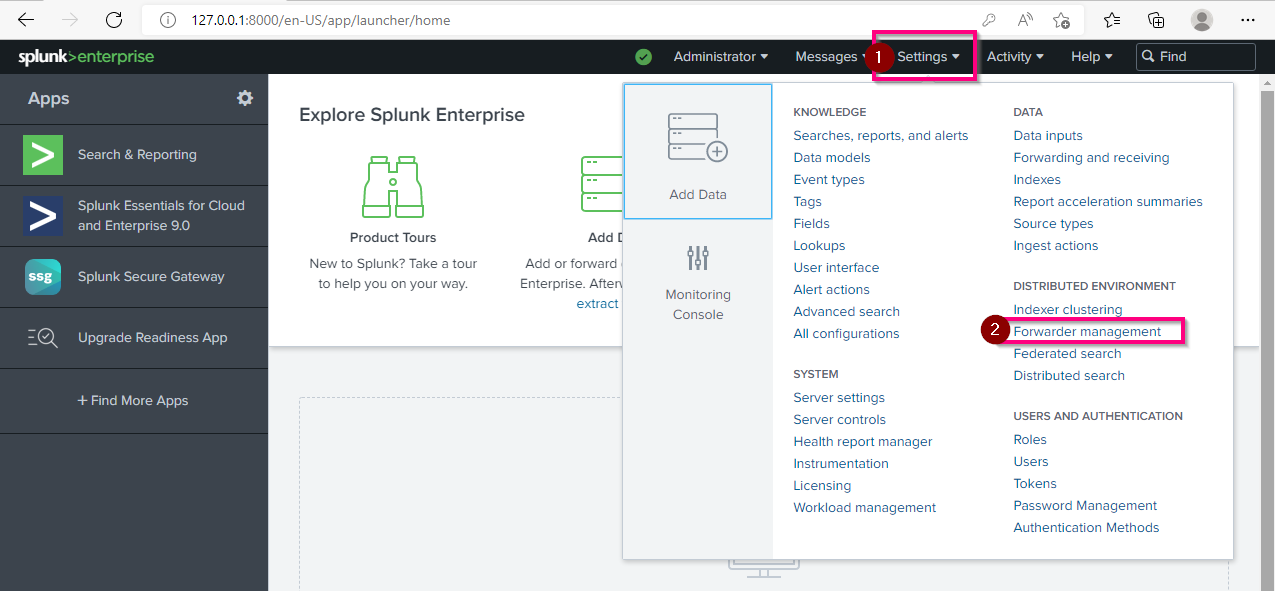 127.0.0.1:8000/en-US/app/launcher/home
splunk>enterprise
Administrator
Messages
1
Settings
Activity
Help
Find
Apps
Search & Reporting
Splunk Essentials for Cloud
and Enterprise 9.0
ssg
Splunk Secure Gateway
Upgrade Readiness App
+ Find More Apps
Explore Splunk Enterprise
Product Tours
New to Splunk? Take a tour
to help you on your way.
Add
Add or forward
Enterprise. Afterw
extract
Add Data
Monitoring
Console
KNOWLEDGE
Searches, reports, and alerts
Data models
Event types
Tags
Fields
Lookups
User interface
Alert actions
Advanced search
All configurations
SYSTEM
Server settings
Server controls
Health report manager
Instrumentation
Licensing
Workload management
DATA
Data inputs
Forwarding and receiving
Indexes
Report acceleration summaries
Source types
Ingest actions
DISTRIBUTED ENVIRONMENT
Indexer clustering
2
Forwarder management
Federated search
Distributed search
USERS AND AUTHENTICATION
Roles
Users
Tokens
Password Management
Authentication Methods